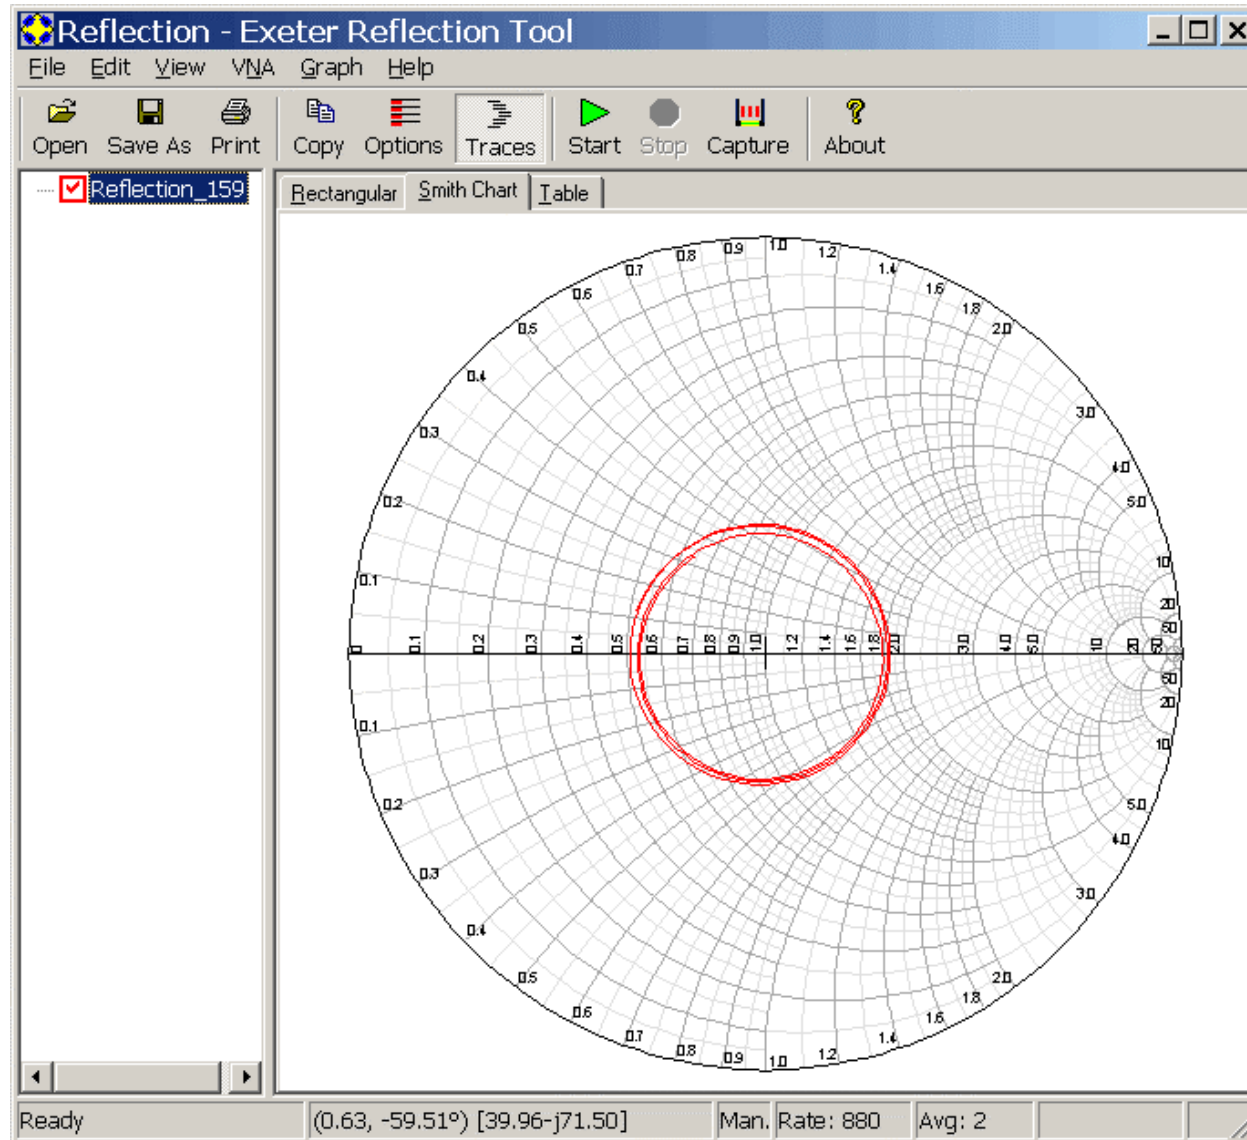 Reflection - Exeter Reflection Tool
File Edit View VNA Graph Help
Open Save As Print Copy Options Traces Start Stop Capture About
Reflection_159
Rectangular Smith Chart Table
0.6 0.7 0.8 0.9 1.0 1.2 1.4 1.6 1.8
0.5 2.0
0.4 3.0
0.3 4.0
0.2 5.0
0.1 10
20
50
0 0.1 0.2 0.3 0.4 0.5 0.6 0.7 0.8 0.9 1.0 1.2 1.4 1.6 1.8 2.0 3.0 4.0 5.0 10 20 50
50
20
0.1 10
0.2 5.0
0.3 4.0
0.4 3.0
0.5 2.0
0.6 0.7 0.8 0.9 1.0 1.2 1.4 1.6 1.8
Ready (0.63, -59.51º) [39.96-j71.50] Man. Rate: 880 Avg: 2